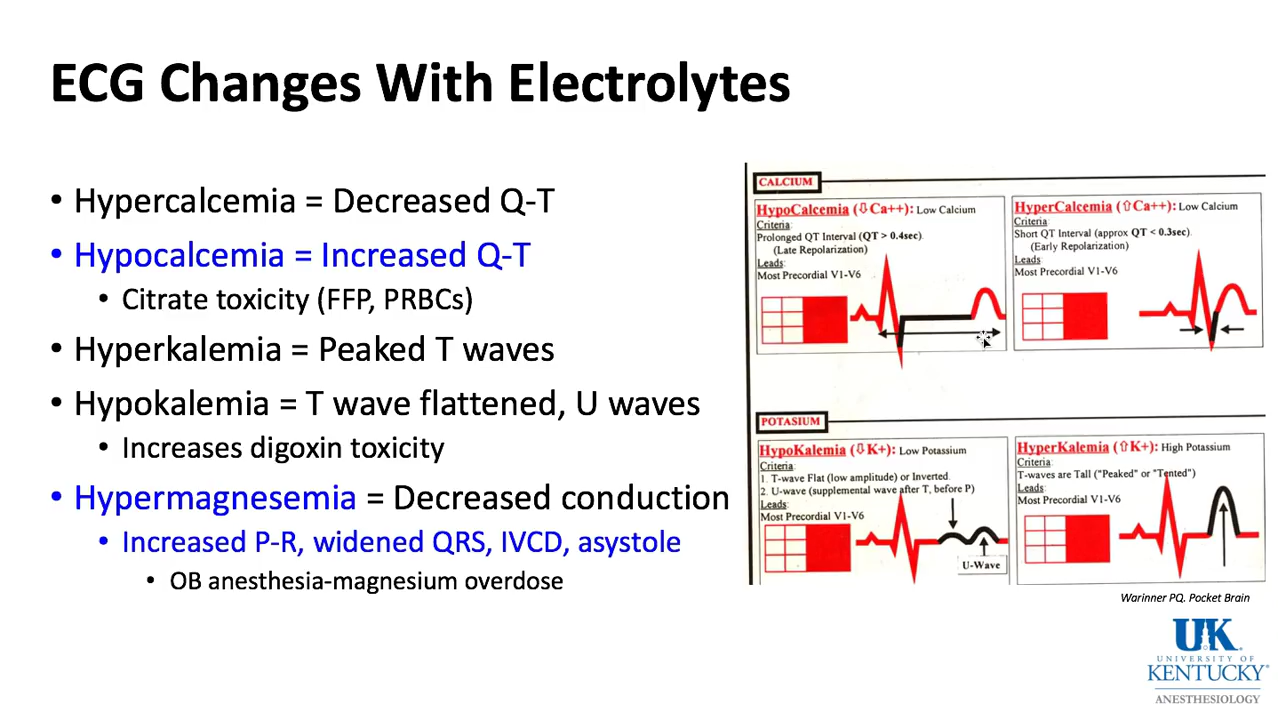 ECG Changes With Electrolytes
• Hypercalcemia = Decreased Q-T
• Hypocalcemia = Increased Q-T
• Citrate toxicity (FFP, PRBCs)
• Hyperkalemia = Peaked T waves
• Hypokalemia = T wave flattened, U waves
• Increases digoxin toxicity
• Hypermagnesemia = Decreased conduction
• Increased P-R, widened QRS, IVCD, asystole
• OB anesthesia-magnesium overdose
CALCIUM
HypoCalcemia (⇩Ca++): Low Calcium
Criteria:
Prolonged QT Interval (QT > 0.4sec).
(Late Repolarization)
Leads:
Most Precordial V1-V6
HyperCalcemia (⇧Ca++): Low Calcium
Criteria
Short QT Interval (approx QT < 0.3sec).
(Early Repolarization)
Leads:
Most Precordial V1-V6
POTASIUM
HypoKalemia (⇩K+): Low Potassium
Criteria:
1. T-wave Flat (low amplitude) or Inverted.
2. U-wave (supplemental wave after T, before P)
Leads:
Most Precordial V1-V6
U-Wave
HyperKalemia (⇧K+): High Potassium
Criteria:
T-waves are Tall ("Peaked" or "Tented")
Leads:
Most Precordial V1-V6
Warinner PQ. Pocket Brain
UK
UNIVERSITY OF
KENTUCKY
ANESTHESIOLOGY